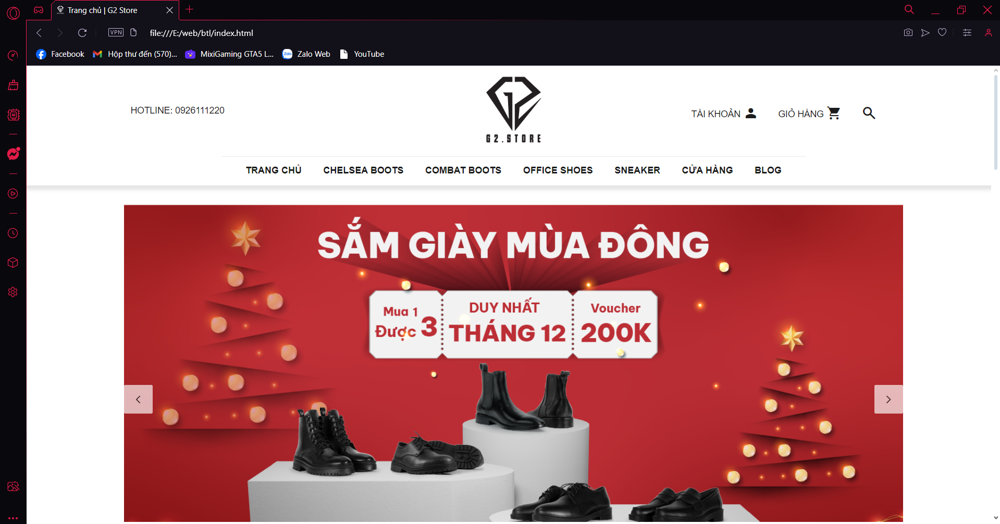 Trang chủ | G2 Store
VPN
file:///E:/web/btl/index.html
Facebook
Hộp thư đến (570)...
MixiGaming GTA5 L...
Zalo
Zalo Web
YouTube
HOTLINE: 0926111220
G2.STORE
TÀI KHOẢN
GIỎ HÀNG
TRANG CHỦ
CHELSEA BOOTS
COMBAT BOOTS
OFFICE SHOES
SNEAKER
CỬA HÀNG
BLOG
SẮM GIÀY MÙA ĐÔNG
Mua 1
Được 3
DUY NHẤT
THÁNG 12
Voucher
200K